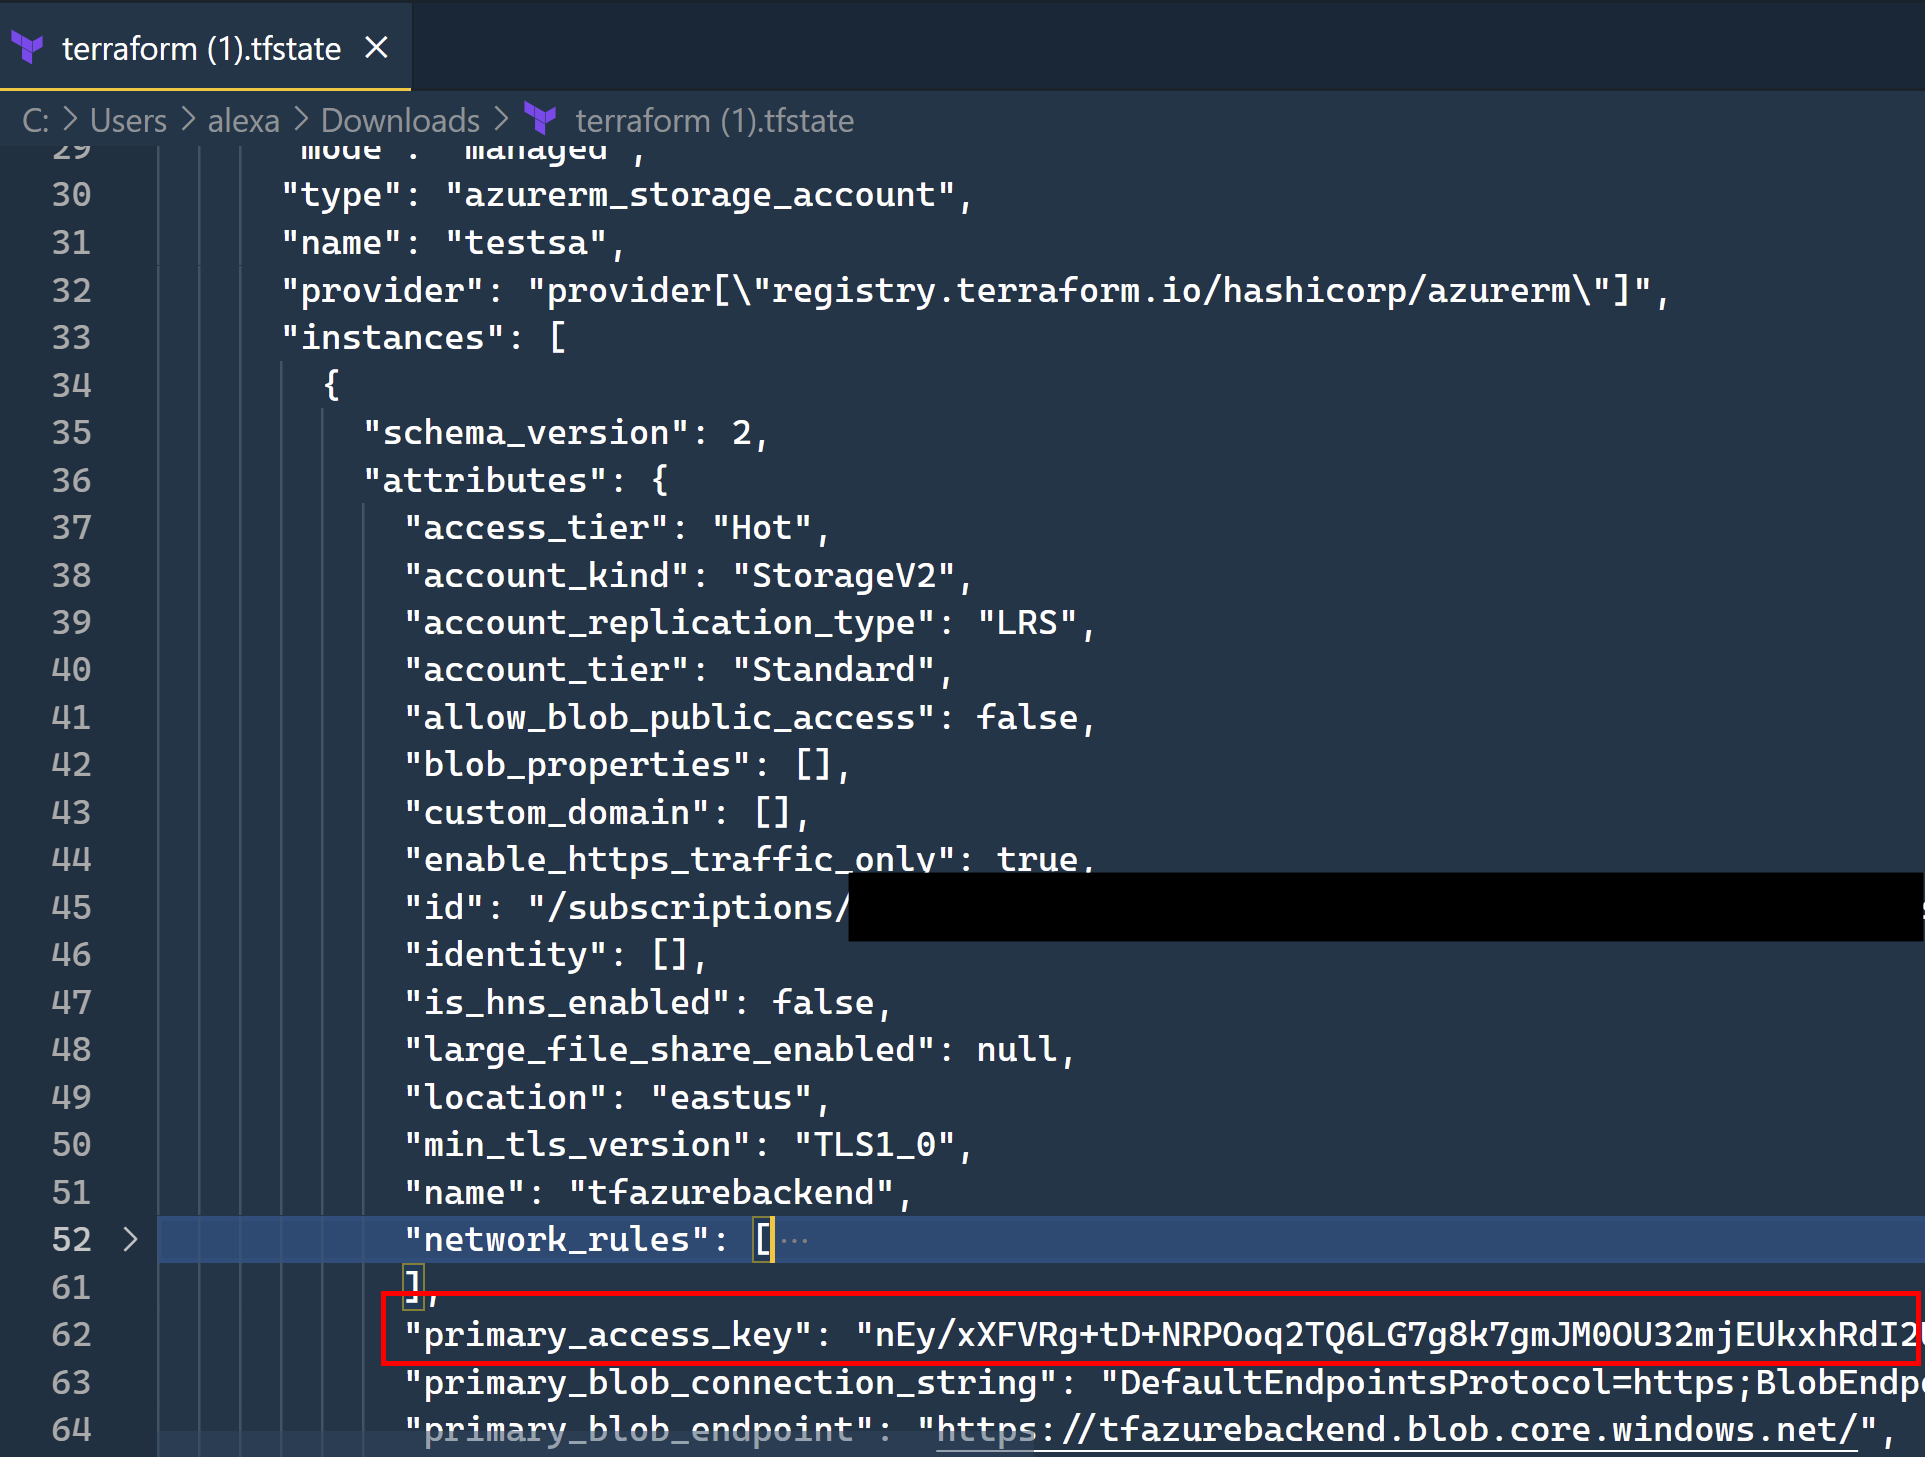 terraform (1).tfstate
C: > Users > alexa > Downloads > terraform (1).tfstate
29 "mode": "managed",
30 "type": "azurerm_storage_account",
31 "name": "testsa",
32 "provider": "provider[\"registry.terraform.io/hashicorp/azurerm\"]",
33 "instances": [
34 {
35 "schema_version": 2,
36 "attributes": {
37 "access_tier": "Hot",
38 "account_kind": "StorageV2",
39 "account_replication_type": "LRS",
40 "account_tier": "Standard",
41 "allow_blob_public_access": false,
42 "blob_properties": [],
43 "custom_domain": [],
44 "enable_https_traffic_only": true,
45 "id": "/subscriptions/
46 "identity": [],
47 "is_hns_enabled": false,
48 "large_file_share_enabled": null,
49 "location": "eastus",
50 "min_tls_version": "TLS1_0",
51 "name": "tfazurebackend",
52 "network_rules": [ ···
61 ],
62 "primary_access_key": "nEy/xXFVRg+tD+NRPOoq2TQ6LG7g8k7gmJM0OU32mjEUkxhRdI2
63 "primary_blob_connection_string": "DefaultEndpointsProtocol=https;BlobEndpo
64 "primary_blob_endpoint": "https://tfazurebackend.blob.core.windows.net/",